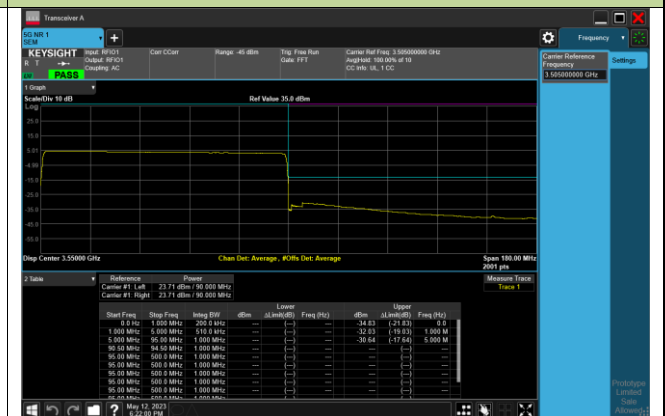 Transceiver A
5G NR 1
SEM
Frequency
KEYSIGHT
R T
PASS
Input: RFIO1
Output: RFIO1
Coupling: AC
Corr CCorr
Range: -45 dBm
Trig: Free Run
Gate: FFT
Carrier Ref Freq: 3.505000000 GHz
Avg|Hold: 100.00% of 10
CC Info: UL, 1 CC
Carrier Reference
Frequency
3.505000000 GHz
Settings
1 Graph
Scale/Div 10 dB
Ref Value 35.0 dBm
Log
25.0
15.0
5.01
-4.99
-15.0
-25.0
-35.0
-45.0
-55.0
Disp Center 3.55000 GHz
Chan Det: Average, #Offs Det: Average
Span 180.00 MHz
2001 pts
2 Table
Reference Power
Carrier #1: Left 23.71 dBm / 90.000 MHz
Carrier #1: Right 23.71 dBm / 90.000 MHz
Measure Trace
Trace 1
Lower Upper
Start Freq Stop Freq Integ BW dBm ΔLimit(dB) Freq (Hz) dBm ΔLimit(dB) Freq (Hz)
0.0 Hz 1.000 MHz 200.0 kHz --- (---) --- -34.83 (-21.83) 0.0
1.000 MHz 5.000 MHz 510.0 kHz --- (---) --- -32.03 (-19.03) 1.000 M
5.000 MHz 95.00 MHz 1.000 MHz --- (---) --- -30.64 (-17.64) 5.000 M
90.50 MHz 94.50 MHz 1.000 MHz --- (---) --- --- (---) ---
95.00 MHz 500.0 MHz 1.000 MHz --- (---) --- --- (---) ---
95.00 MHz 500.0 MHz 1.000 MHz --- (---) --- --- (---) ---
95.00 MHz 500.0 MHz 1.000 MHz --- (---) --- --- (---) ---
95.00 MHz 500.0 MHz 1.000 MHz --- (---) --- --- (---) ---
95.00 MHz 500.0 MHz 1.000 MHz --- (---) --- --- (---) ---
May 12, 2023
6:22:00 PM
Prototype
Limited
Sale
Allowed